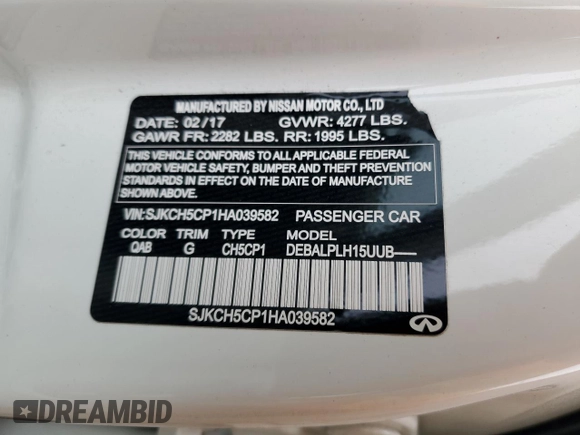 MANUFACTURED BY NISSAN MOTOR CO., LTD
DATE: 02/17 GVWR: 4277 LBS.
GAWR FR: 2282 LBS. RR: 1995 LBS.
THIS VEHICLE CONFORMS TO ALL APPLICABLE FEDERAL
MOTOR VEHICLE SAFETY, BUMPER AND THEFT PREVENTION
STANDARDS IN EFFECT ON THE DATE OF MANUFACTURE
SHOWN ABOVE.
VIN:SJKCH5CP1HA039582 PASSENGER CAR
COLOR TRIM TYPE MODEL
QAB G CH5CP1 DEBALPLH15UUB—
SJKCH5CP1HA039582
DREAMBID